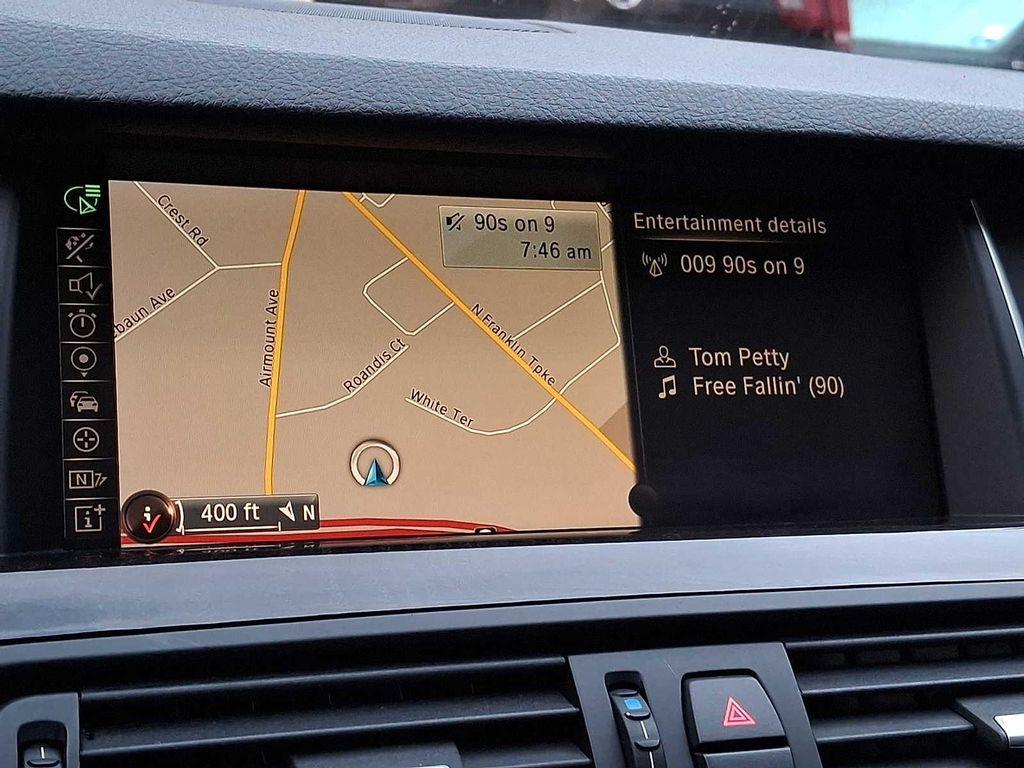 Crest Rd
ebaun Ave
Airmount Ave
Roandis Ct
White Ter
N Franklin Tpke
90s on 9
7:46 am
N
i
400 ft
N
Entertainment details
009 90s on 9
Tom Petty
Free Fallin' (90)